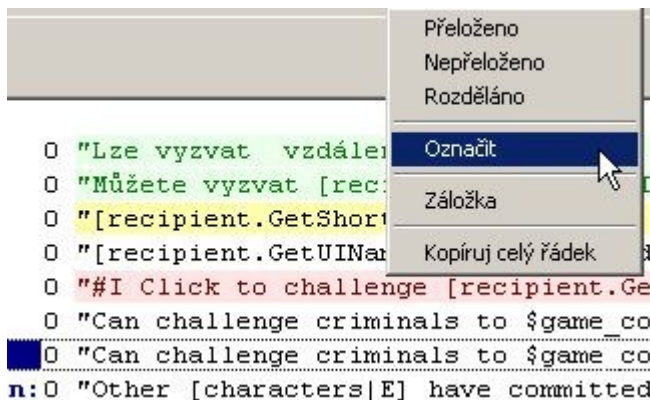 Přeloženo
Nepřeloženo
Rozděláno
Označit
Záložka
Kopíruj celý řádek
0 "Lze vyzvat  vzdálen
0 "Můžete vyzvat [rec
0 "[recipient.GetShort
0 "[recipient.GetUINam
0 "#I Click to challenge [recipient.Ge
0 "Can challenge criminals to $game_co
0 "Can challenge criminals to $game_co
n:0 "Other [characters|E] have committed